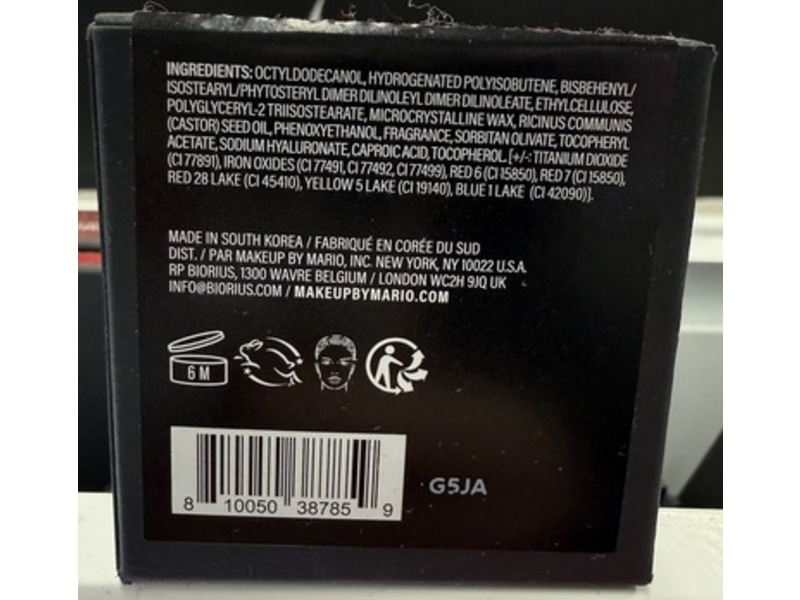 INGREDIENTS: OCTYLDODECANOL, HYDROGENATED POLYISOBUTENE, BISBEHENYL/
ISOSTEARYL/PHYTOSTERYL DIMER DILINOLEYL DIMER DILINOLEATE, ETHYLCELLULOSE,
POLYGLYCERYL-2 TRIISOSTEARATE, MICROCRYSTALLINE WAX, RICINUS COMMUNIS
(CASTOR) SEED OIL, PHENOXYETHANOL, FRAGRANCE, SORBITAN OLIVATE, TOCOPHERYL
ACETATE, SODIUM HYALURONATE, CAPROIC ACID, TOCOPHEROL. [+/-: TITANIUM DIOXIDE
(CI 77891), IRON OXIDES (CI 77491, CI 77492, CI 77499), RED 6 (CI 15850), RED 7 (CI 15850),
RED 28 LAKE (CI 45410), YELLOW 5 LAKE (CI 19140), BLUE 1 LAKE (CI 42090)].
MADE IN SOUTH KOREA / FABRIQUÉ EN CORÉE DU SUD
DIST. / PAR MAKEUP BY MARIO, INC. NEW YORK, NY 10022 U.S.A.
RP BIORIUS, 1300 WAVRE BELGIUM / LONDON WC2H 9JQ UK
INFO@BIORIUS.COM / MAKEUPBYMARIO.COM
6 M
8 10050 38785 9
G5JA